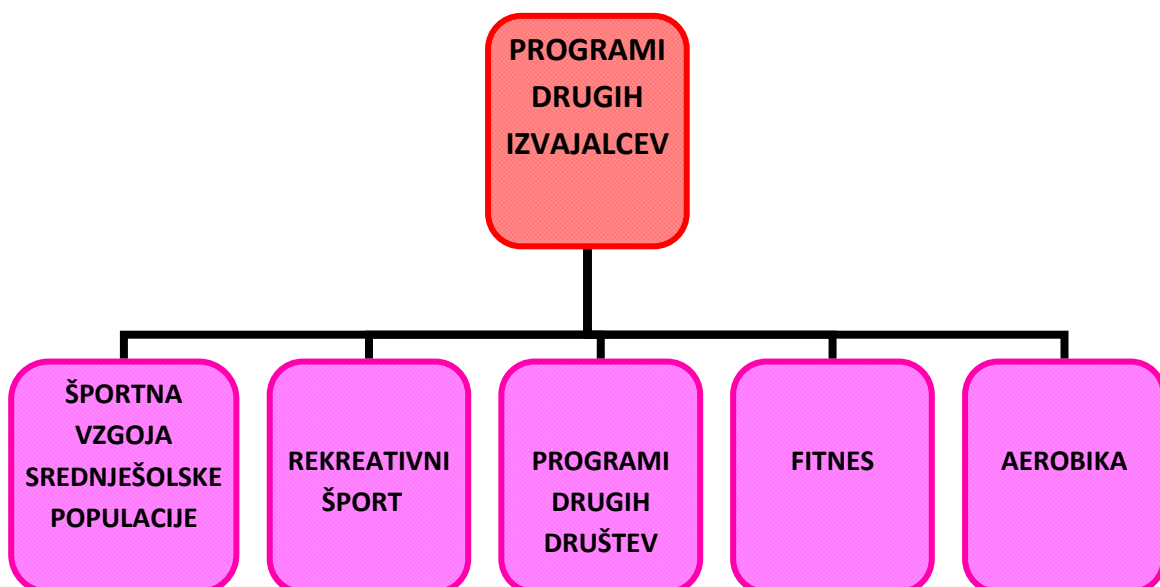 PROGRAMI
DRUGIH
IZVAJALCEV
ŠPORTNA
VZGOJA
SREDNJEŠOLSKE
POPULACIJE
REKREATIVNI
ŠPORT
PROGRAMI
DRUGIH
DRUŠTEV
FITNES
AEROBIKA